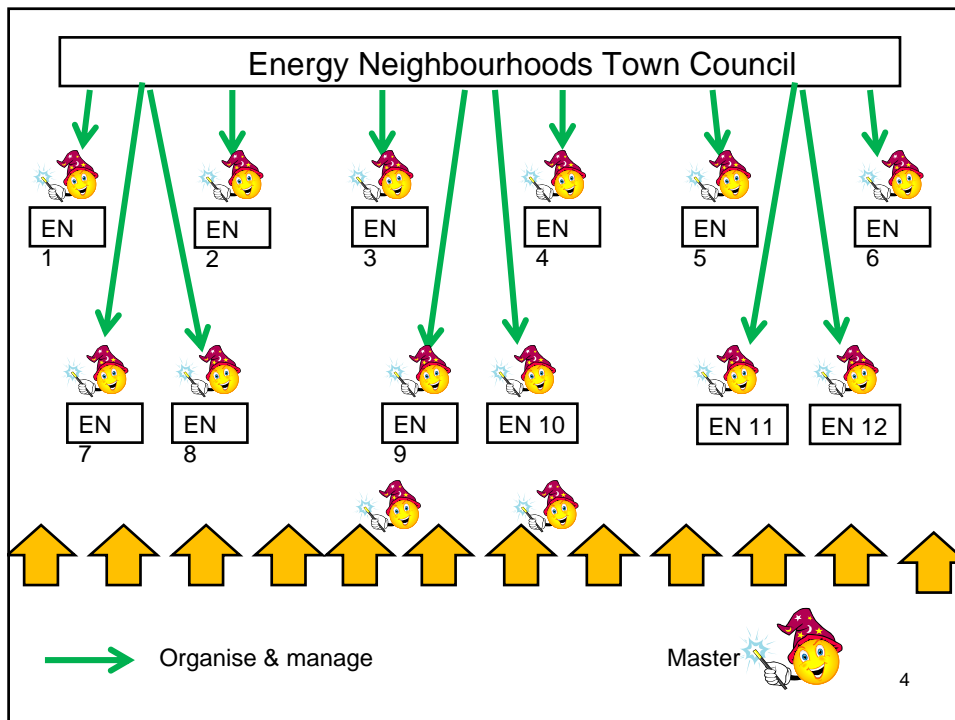 Energy Neighbourhoods Town Council
EN
1
EN
2
EN
3
EN
4
EN
5
EN
6
EN
7
EN
8
EN
9
EN 10
EN 11
EN 12
Organise & manage
Master
4